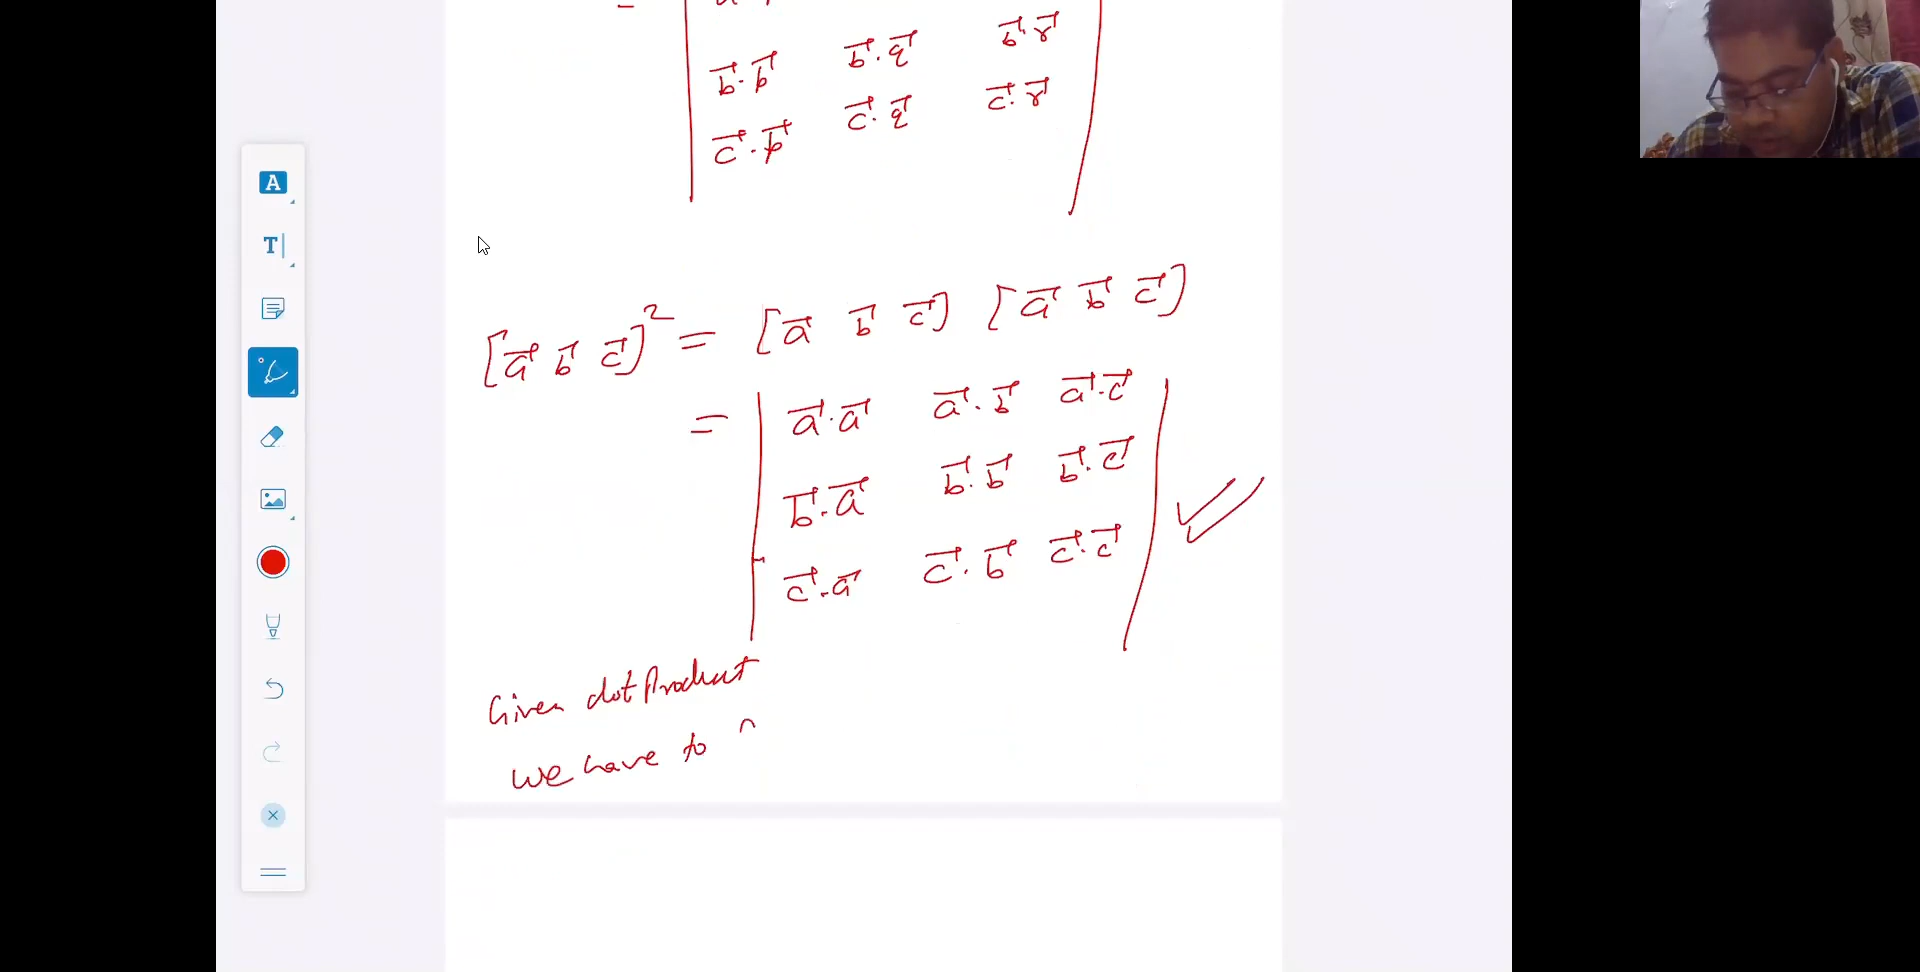 = | a⃗·
b⃗·p⃗ b⃗·q⃗ b⃗·r⃗
c⃗·p⃗ c⃗·q⃗ c⃗·r⃗ |
[a⃗ b⃗ c⃗]² = [a⃗ b⃗ c⃗] [a⃗ b⃗ c⃗]
= | a⃗·a⃗ a⃗·b⃗ a⃗·c⃗
b⃗·a⃗ b⃗·b⃗ b⃗·c⃗
c⃗·a⃗ c⃗·b⃗ c⃗·c⃗ |
Given dot Product
we have to
A
T